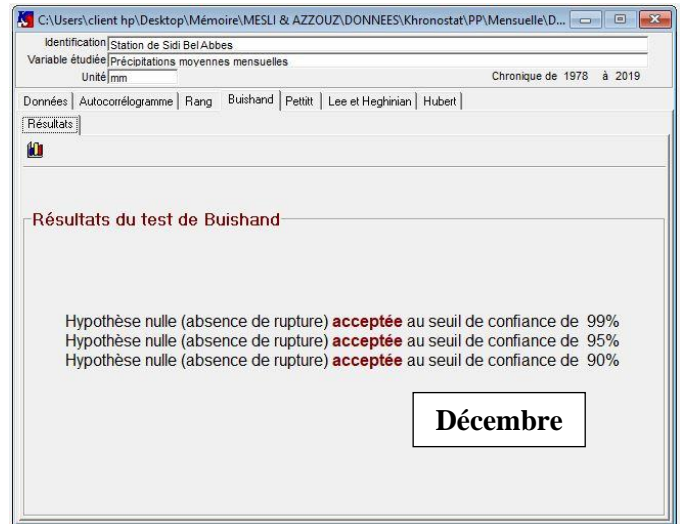 C:\Users\client hp\Desktop\Mémoire\MESLI & AZZOUZ\DONNEES\Khronostat\PP\Mensuelle\D...
Identification Station de Sidi Bel Abbes
Variable étudiée Précipitations moyennes mensuelles
Unité mm Chronique de 1978 à 2019
Données Autocorrélogramme Rang Buishand Pettitt Lee et Heghinian Hubert
Résultats
Résultats du test de Buishand
Hypothèse nulle (absence de rupture) acceptée au seuil de confiance de 99%
Hypothèse nulle (absence de rupture) acceptée au seuil de confiance de 95%
Hypothèse nulle (absence de rupture) acceptée au seuil de confiance de 90%
Décembre